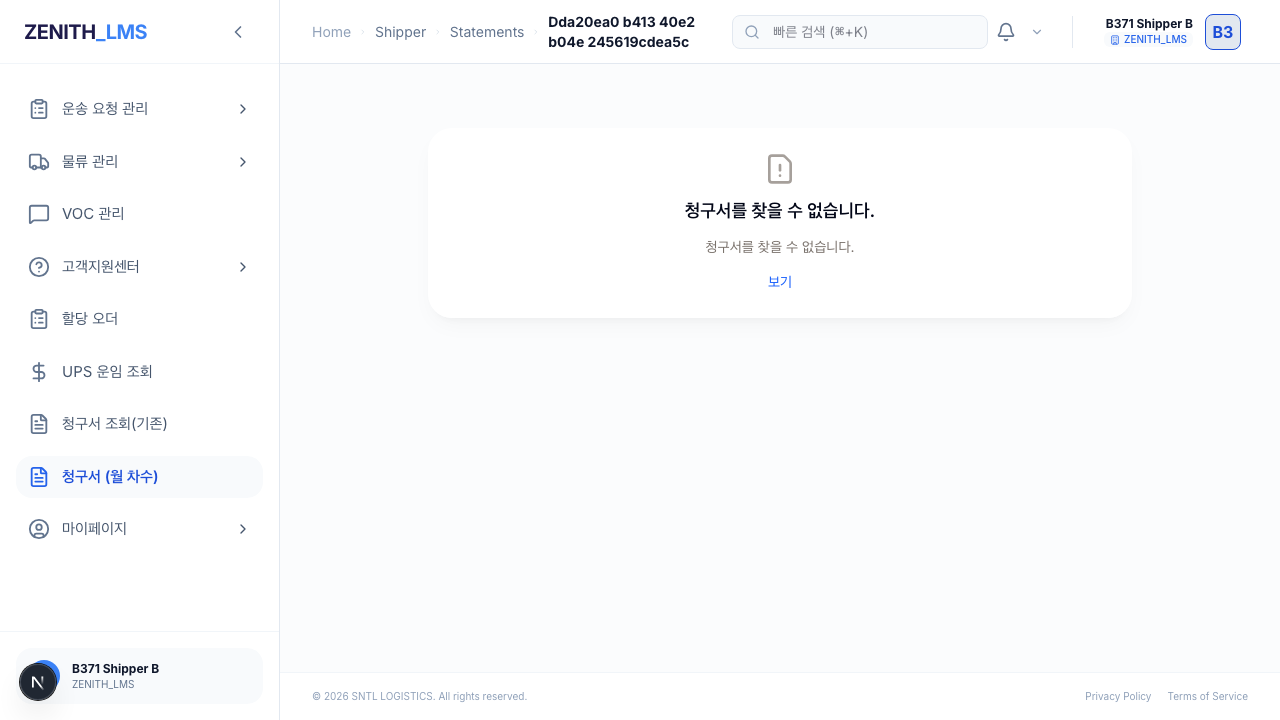 ZENITH_LMS
Home
Shipper
Statements
Dda20ea0 b413 40e2
b04e 245619cdea5c
빠른 검색 (⌘+K)
B371 Shipper B
ZENITH_LMS
B3
운송 요청 관리
물류 관리
VOC 관리
고객지원센터
할당 오더
UPS 운임 조회
청구서 조회(기존)
청구서 (월 차수)
마이페이지
청구서를 찾을 수 없습니다.
청구서를 찾을 수 없습니다.
보기
B371 Shipper B
ZENITH_LMS
N
© 2026 SNTL LOGISTICS. All rights reserved.
Privacy Policy
Terms of Service